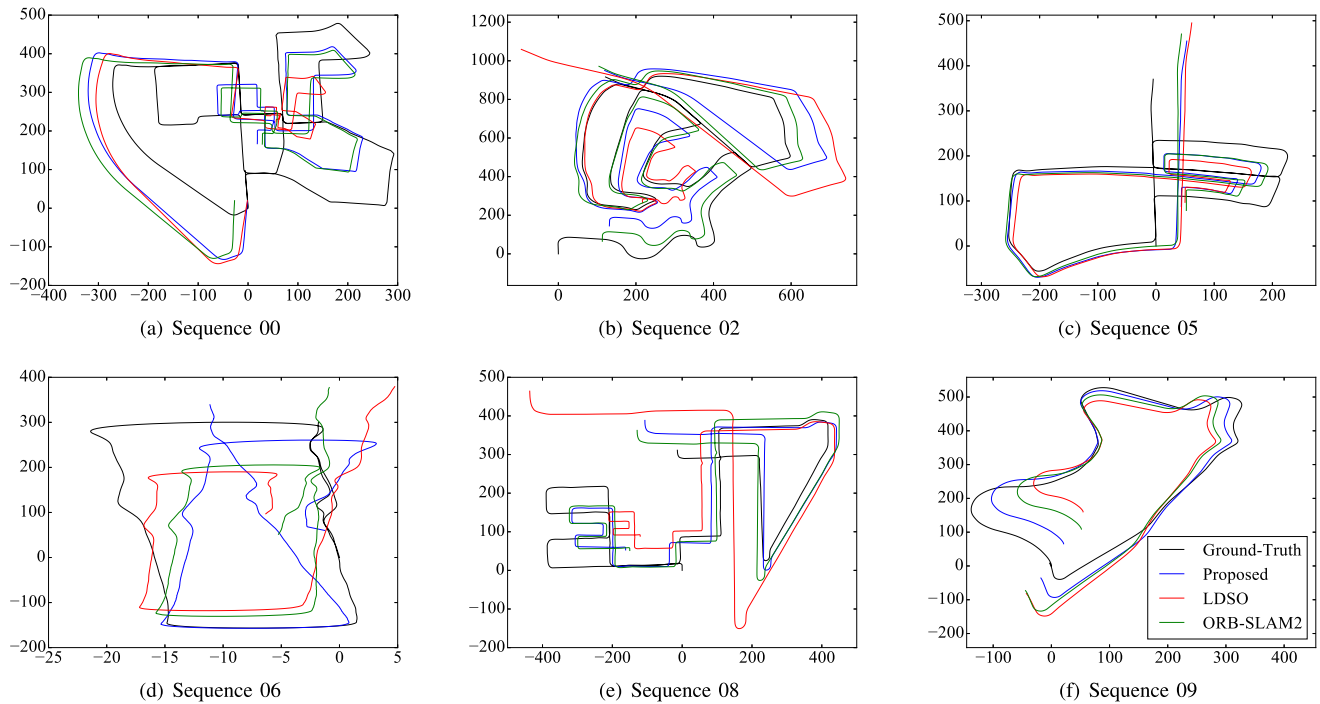 500
400
300
200
100
0
−100
−200
−400 −300 −200 −100 0 100 200 300
(a) Sequence 00
1200
1000
800
600
400
200
0
0 200 400 600
(b) Sequence 02
500
400
300
200
100
0
−300 −200 −100 0 100 200
(c) Sequence 05
400
300
200
100
0
−100
−200
−25 −20 −15 −10 −5 0 5
(d) Sequence 06
500
400
300
200
100
0
−100
−200
−400 −200 0 200 400
(e) Sequence 08
500
400
300
200
100
0
−100
−200
−100 0 100 200 300 400
Ground-Truth
Proposed
LDSO
ORB-SLAM2
(f) Sequence 09